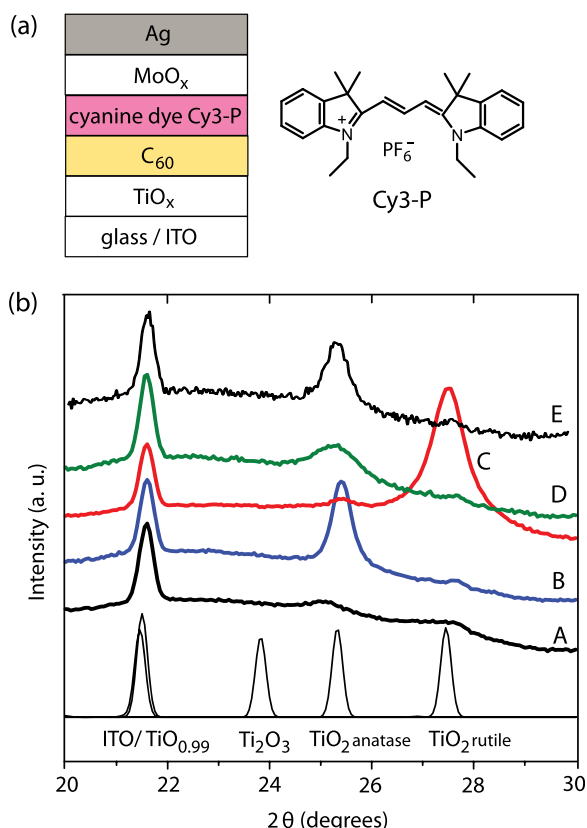 (a)
Ag
MoOₓ
cyanine dye Cy3-P
C₆₀
TiOₓ
glass / ITO
+
N
N
PF₆⁻
Cy3-P
(b)
E
C
D
B
A
Intensity (a. u.)
ITO/ TiO₀.₉₉ Ti₂O₃ TiO₂ anatase TiO₂ rutile
20 22 24 26 28 30
2 θ (degrees)